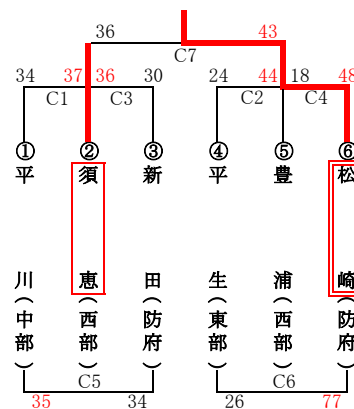 36 43
C7
34 37 36 30 24 44 18 48
C1 C3 C2 C4
① ② ③ ④ ⑤ ⑥
平川(中部)
須恵(西部)
新田(防府)
平生(東部)
豊浦(西部)
松崎(防府)
C5 C6
35 34 26 77